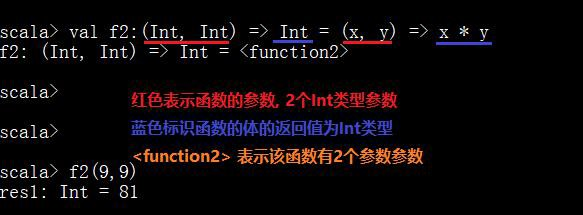 scala> val f2:(Int, Int) => Int = (x, y) => x * y
f2: (Int, Int) => Int = <function2>
scala>
红色表示函数的参数, 2个Int类型参数
scala>
蓝色标识函数的体的返回值为Int类型
<function2> 表示该函数有2个参数参数
scala> f2(9,9)
res1: Int = 81